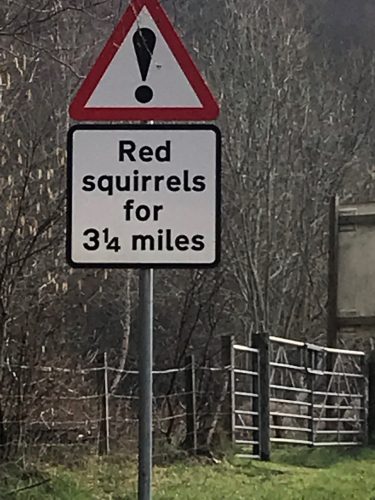 !
Red
squirrels
for
3¼ miles